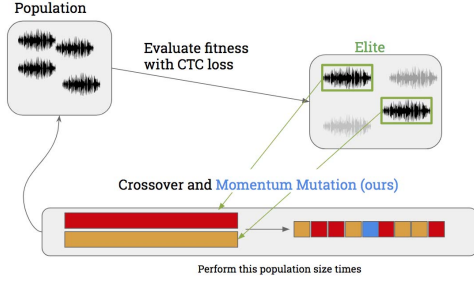 Population
Evaluate fitness
with CTC loss
Elite
Crossover and Momentum Mutation (ours)
Perform this population size times